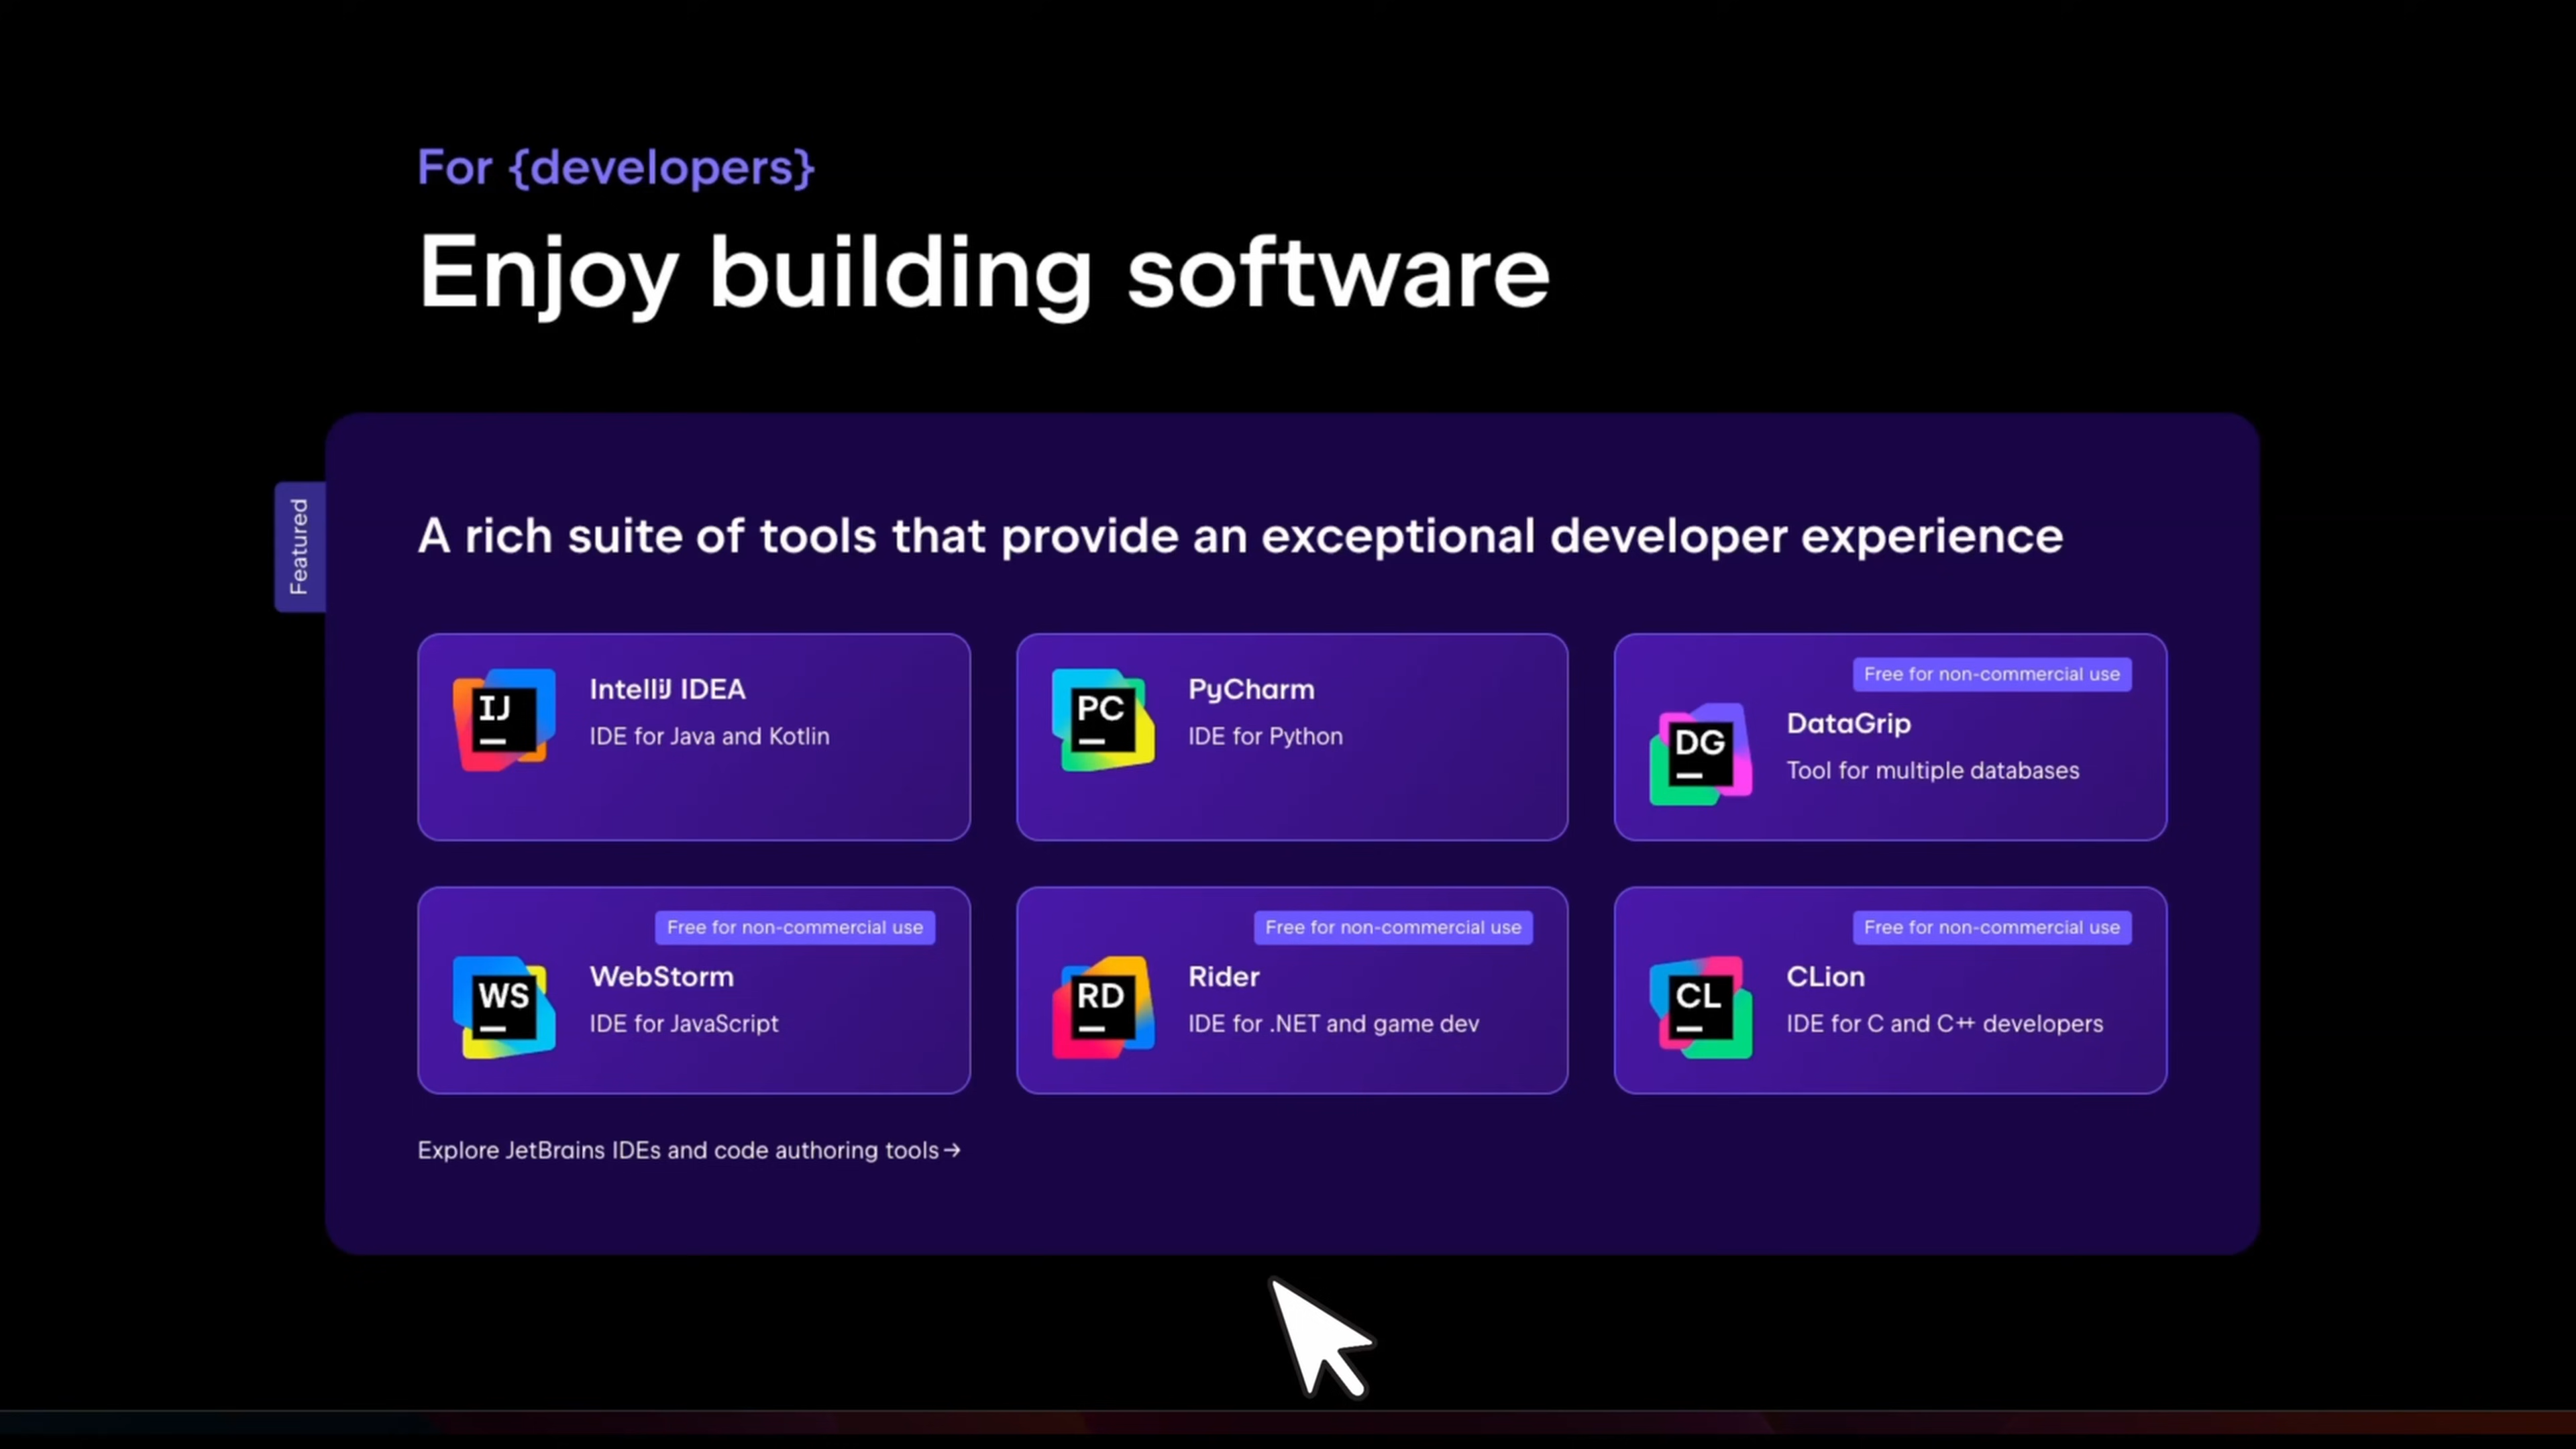 For {developers}
Enjoy building software
Featured
A rich suite of tools that provide an exceptional developer experience
IJ
IntelliJ IDEA
IDE for Java and Kotlin
PC
PyCharm
IDE for Python
Free for non-commercial use
DG
DataGrip
Tool for multiple databases
Free for non-commercial use
WS
WebStorm
IDE for JavaScript
Free for non-commercial use
RD
Rider
IDE for .NET and game dev
Free for non-commercial use
CL
CLion
IDE for C and C++ developers
Explore JetBrains IDEs and code authoring tools →